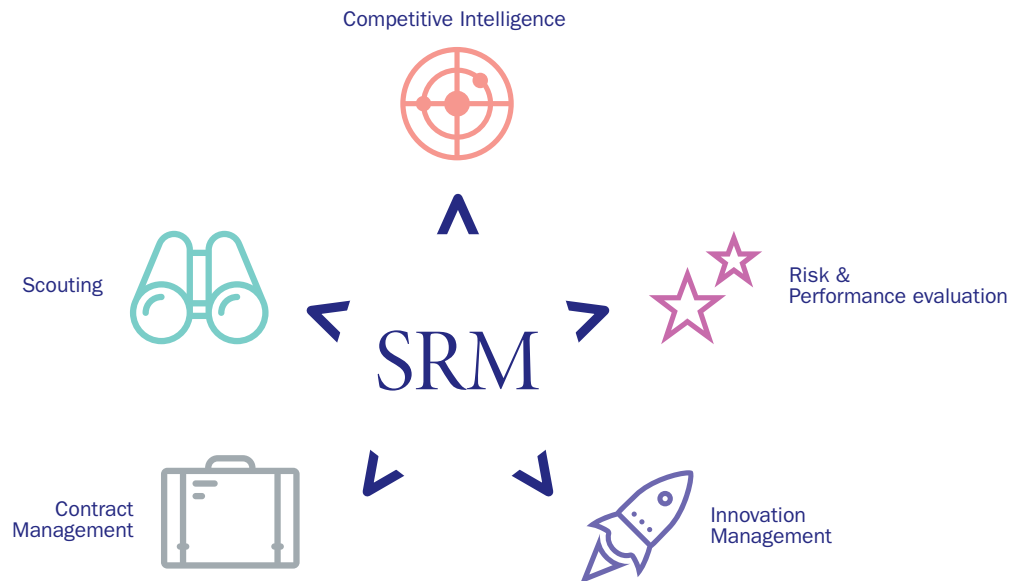 Competitive Intelligence
Scouting
Risk &
Performance evaluation
SRM
Contract
Management
Innovation
Management